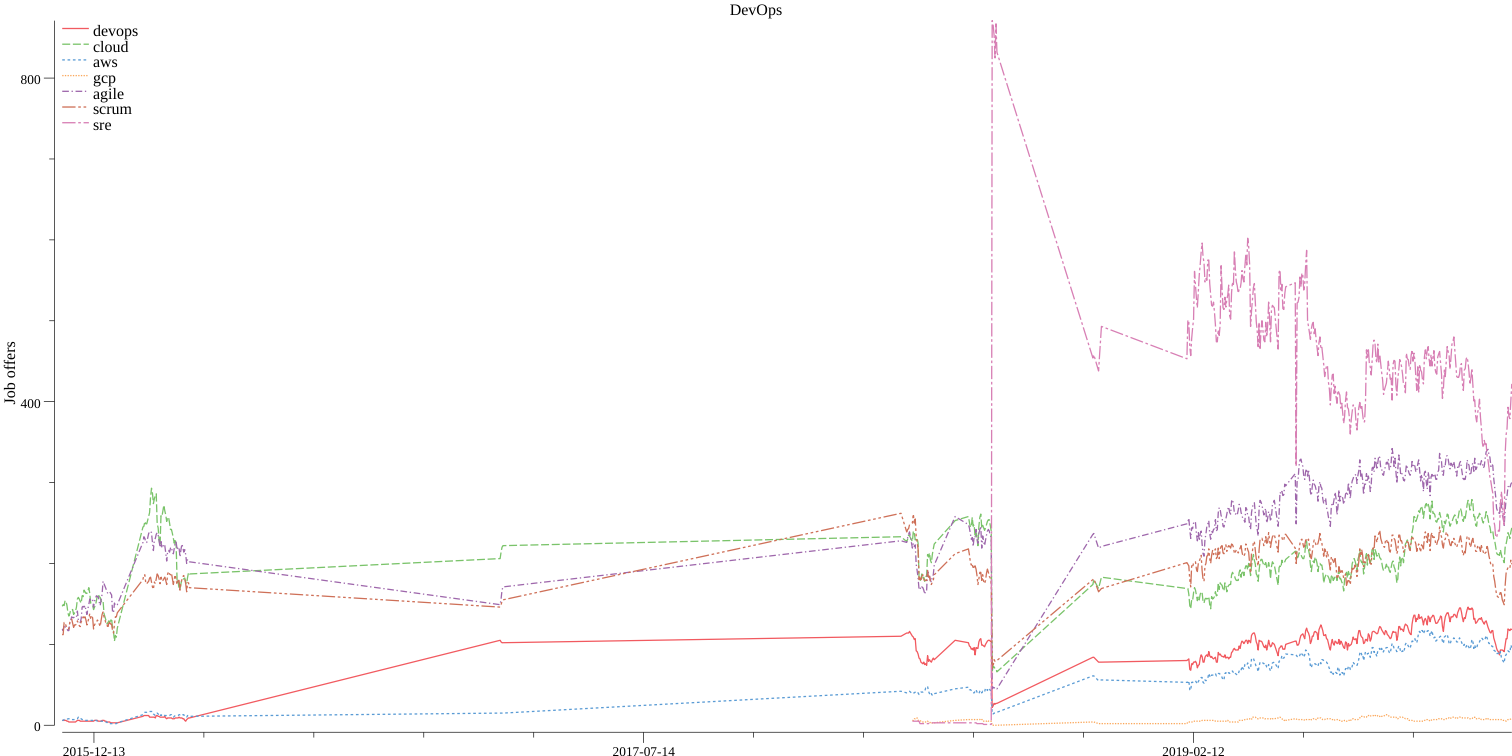 DevOps
devops
cloud
aws
gcp
agile
scrum
sre
800
400
0
Job offers
2015-12-13
2017-07-14
2019-02-12